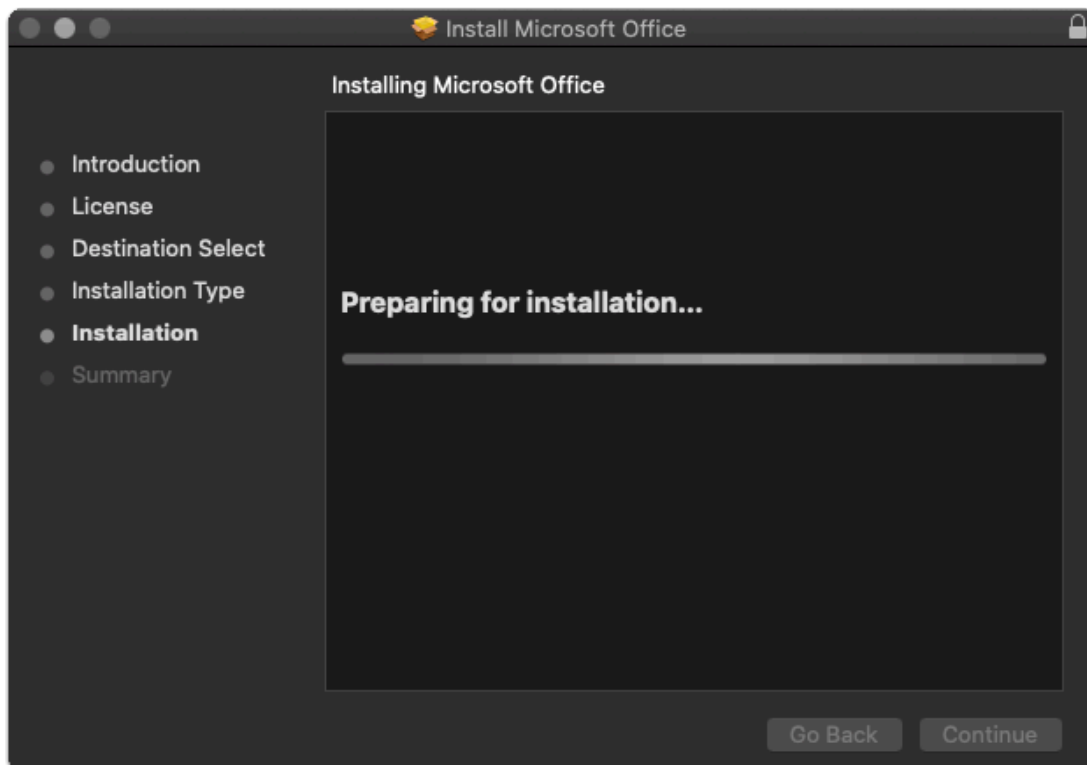 Install Microsoft Office
Installing Microsoft Office
Introduction
License
Destination Select
Installation Type
Installation
Summary
Preparing for installation...
Go Back
Continue